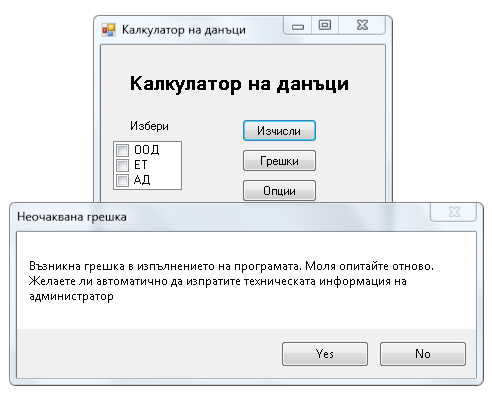 Калкулатор на данъци
Калкулатор на данъци
Избери
ООД
ЕТ
АД
Изчисли
Грешки
Опции
Неочаквана грешка
Възникна грешка в изпълнението на програмата. Моля опитайте отново.
Желаете ли автоматично да изпратите техническата информация на
администратор
Yes
No